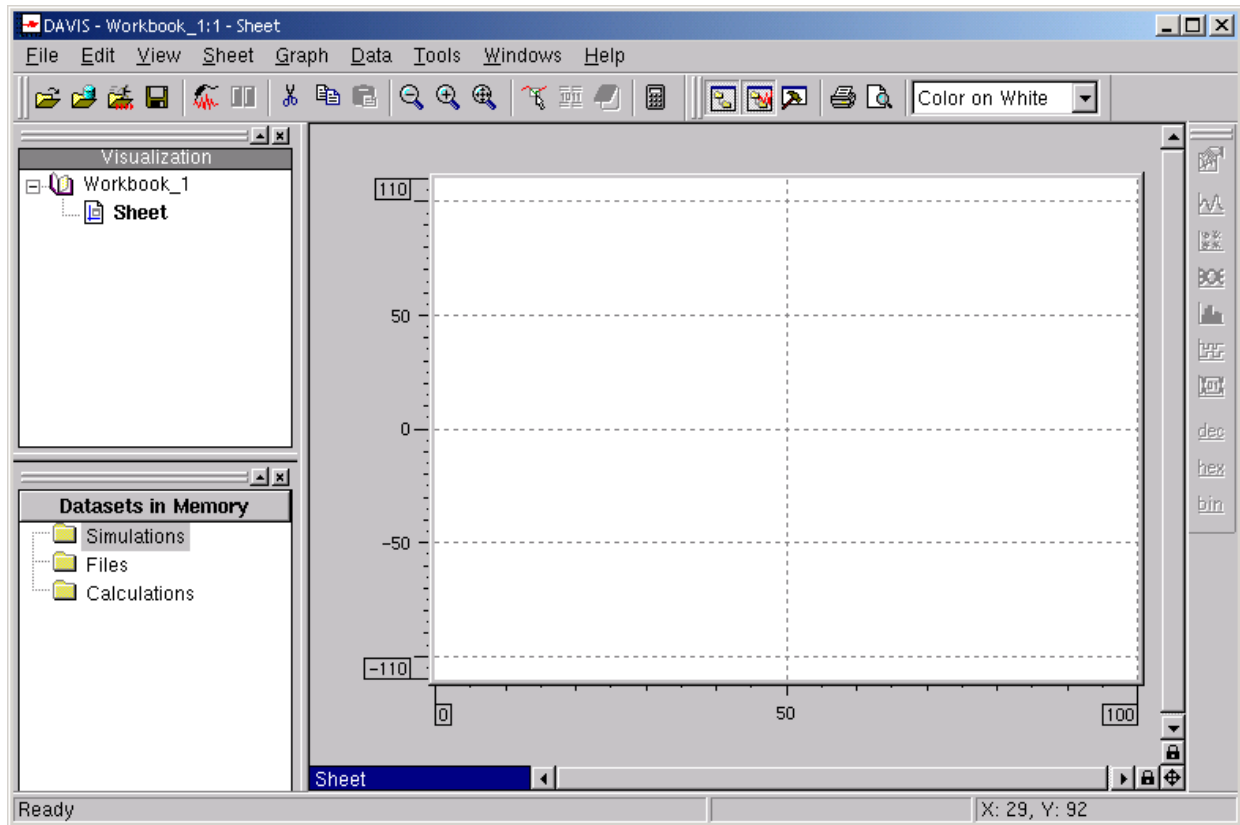 DAVIS - Workbook_1:1 - Sheet
File Edit View Sheet Graph Data Tools Windows Help
Color on White
Visualization
Workbook_1
Sheet
110
50
0
−50
−110
0 50 100
dec
hex
bin
Datasets in Memory
Simulations
Files
Calculations
Sheet
Ready X: 29, Y: 92